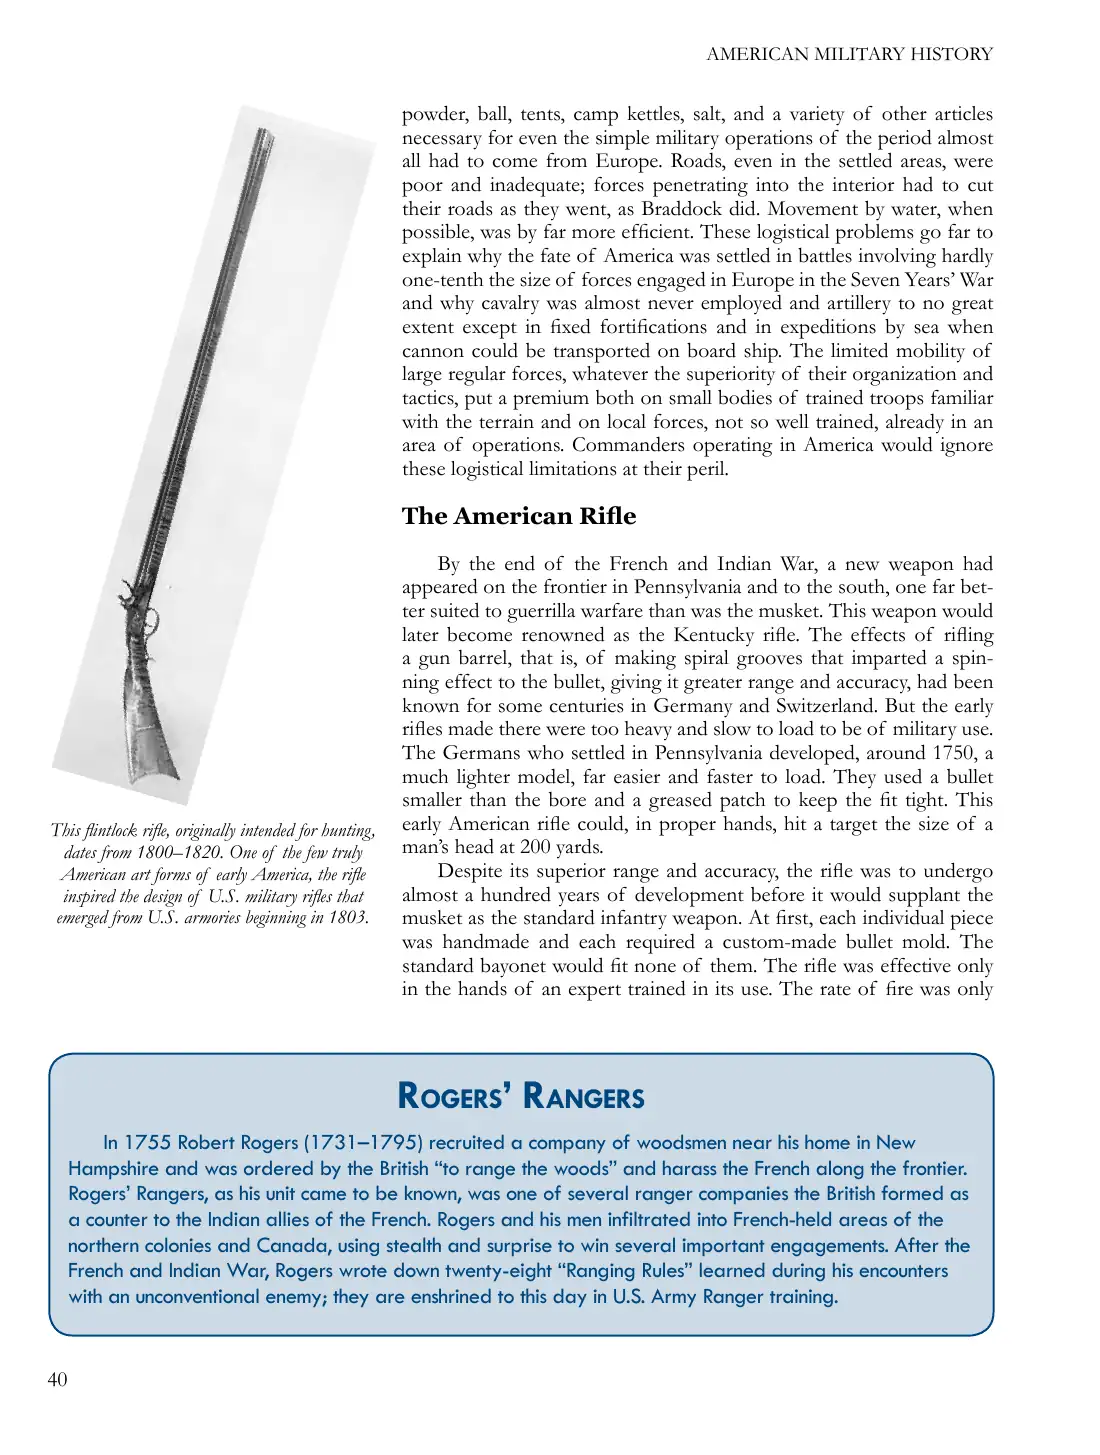 AMERICAN MILITARY HISTORY
powder, ball, tents, camp kettles, salt, and a variety of other articles
necessary for even the simple military operations of the period almost
all had to come from Europe. Roads, even in the settled areas, were
poor and inadequate; forces penetrating into the interior had to cut
their roads as they went, as Braddock did. Movement by water, when
possible, was by far more efficient. These logistical problems go far to
explain why the fate of America was settled in battles involving hardly
one-tenth the size of forces engaged in Europe in the Seven Years’ War
and why cavalry was almost never employed and artillery to no great
extent except in fixed fortifications and in expeditions by sea when
cannon could be transported on board ship. The limited mobility of
large regular forces, whatever the superiority of their organization and
tactics, put a premium both on small bodies of trained troops familiar
with the terrain and on local forces, not so well trained, already in an
area of operations. Commanders operating in America would ignore
these logistical limitations at their peril.
The American Rifle
By the end of the French and Indian War, a new weapon had
appeared on the frontier in Pennsylvania and to the south, one far bet-
ter suited to guerrilla warfare than was the musket. This weapon would
later become renowned as the Kentucky rifle. The effects of rifling
a gun barrel, that is, of making spiral grooves that imparted a spin-
ning effect to the bullet, giving it greater range and accuracy, had been
known for some centuries in Germany and Switzerland. But the early
rifles made there were too heavy and slow to load to be of military use.
The Germans who settled in Pennsylvania developed, around 1750, a
much lighter model, far easier and faster to load. They used a bullet
smaller than the bore and a greased patch to keep the fit tight. This
early American rifle could, in proper hands, hit a target the size of a
man’s head at 200 yards.
Despite its superior range and accuracy, the rifle was to undergo
almost a hundred years of development before it would supplant the
musket as the standard infantry weapon. At first, each individual piece
was handmade and each required a custom-made bullet mold. The
standard bayonet would fit none of them. The rifle was effective only
in the hands of an expert trained in its use. The rate of fire was only
This flintlock rifle, originally intended for hunting,
dates from 1800–1820. One of the few truly
American art forms of early America, the rifle
inspired the design of U.S. military rifles that
emerged from U.S. armories beginning in 1803.
ROGERS’ RANGERS
In 1755 Robert Rogers (1731–1795) recruited a company of woodsmen near his home in New
Hampshire and was ordered by the British “to range the woods” and harass the French along the frontier.
Rogers’ Rangers, as his unit came to be known, was one of several ranger companies the British formed as
a counter to the Indian allies of the French. Rogers and his men infiltrated into French-held areas of the
northern colonies and Canada, using stealth and surprise to win several important engagements. After the
French and Indian War, Rogers wrote down twenty-eight “Ranging Rules” learned during his encounters
with an unconventional enemy; they are enshrined to this day in U.S. Army Ranger training.
40